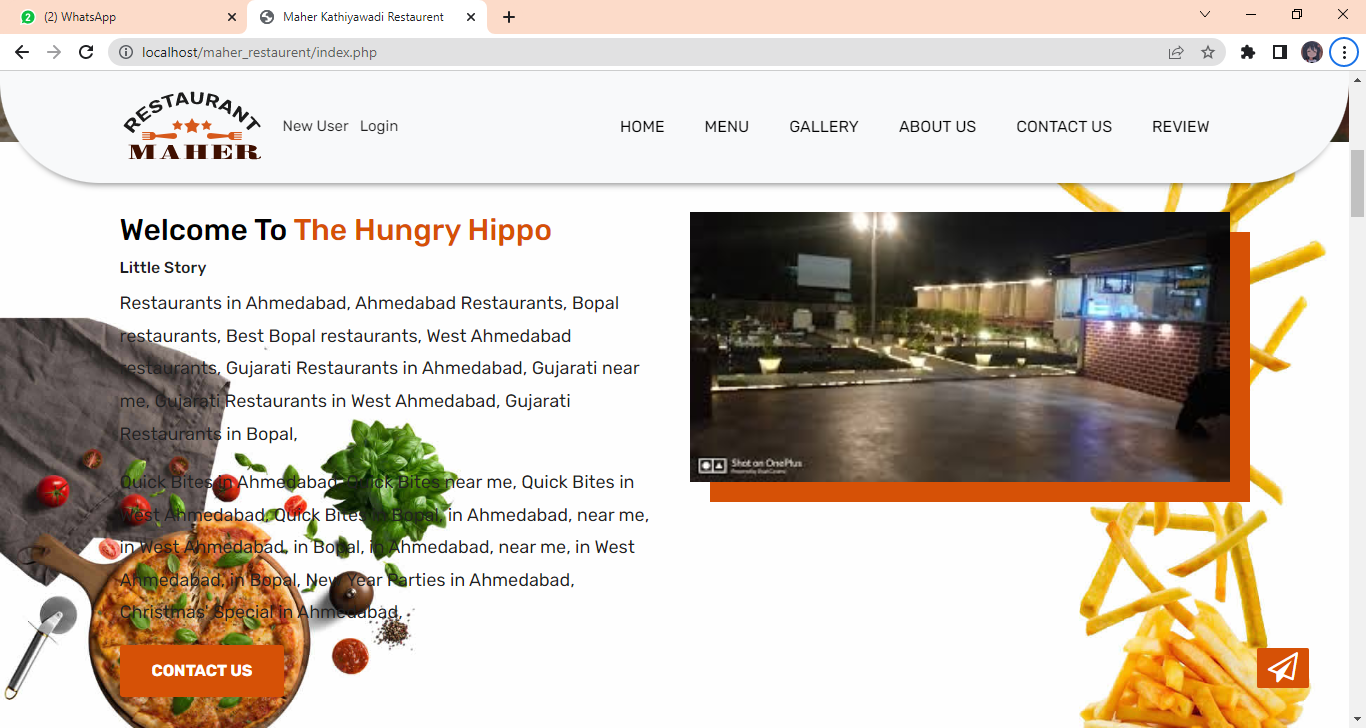 (2) WhatsApp
Maher Kathiyawadi Restaurent
localhost/maher_restaurent/index.php
RESTAURANT
MAHER
New User Login
HOME MENU GALLERY ABOUT US CONTACT US REVIEW
Welcome To The Hungry Hippo
Little Story
Restaurants in Ahmedabad, Ahmedabad Restaurants, Bopal
restaurants, Best Bopal restaurants, West Ahmedabad
restaurants, Gujarati Restaurants in Ahmedabad, Gujarati near
me, Gujarati Restaurants in West Ahmedabad, Gujarati
Restaurants in Bopal,
Quick Bites in Ahmedabad, Quick Bites near me, Quick Bites in
West Ahmedabad, Quick Bites in Bopal, in Ahmedabad, near me,
in West Ahmedabad, in Bopal, in Ahmedabad, near me, in West
Ahmedabad, in Bopal, New Year Parties in Ahmedabad,
Christmas' Special in Ahmedabad,
CONTACT US
Shot on OnePlus